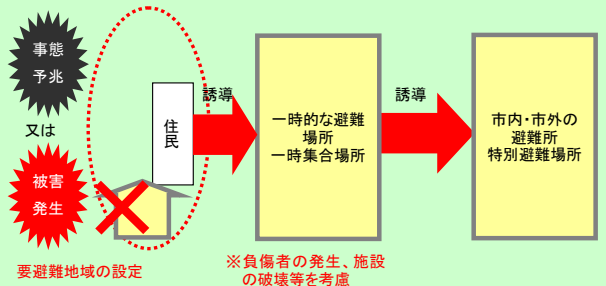 事態
予兆
又は
被害
発生
住
民
誘導
一時的な避難
場所
一時集合場所
誘導
市内・市外の
避難所
特別避難場所
要避難地域の設定
※負傷者の発生、施設
の破壊等を考慮